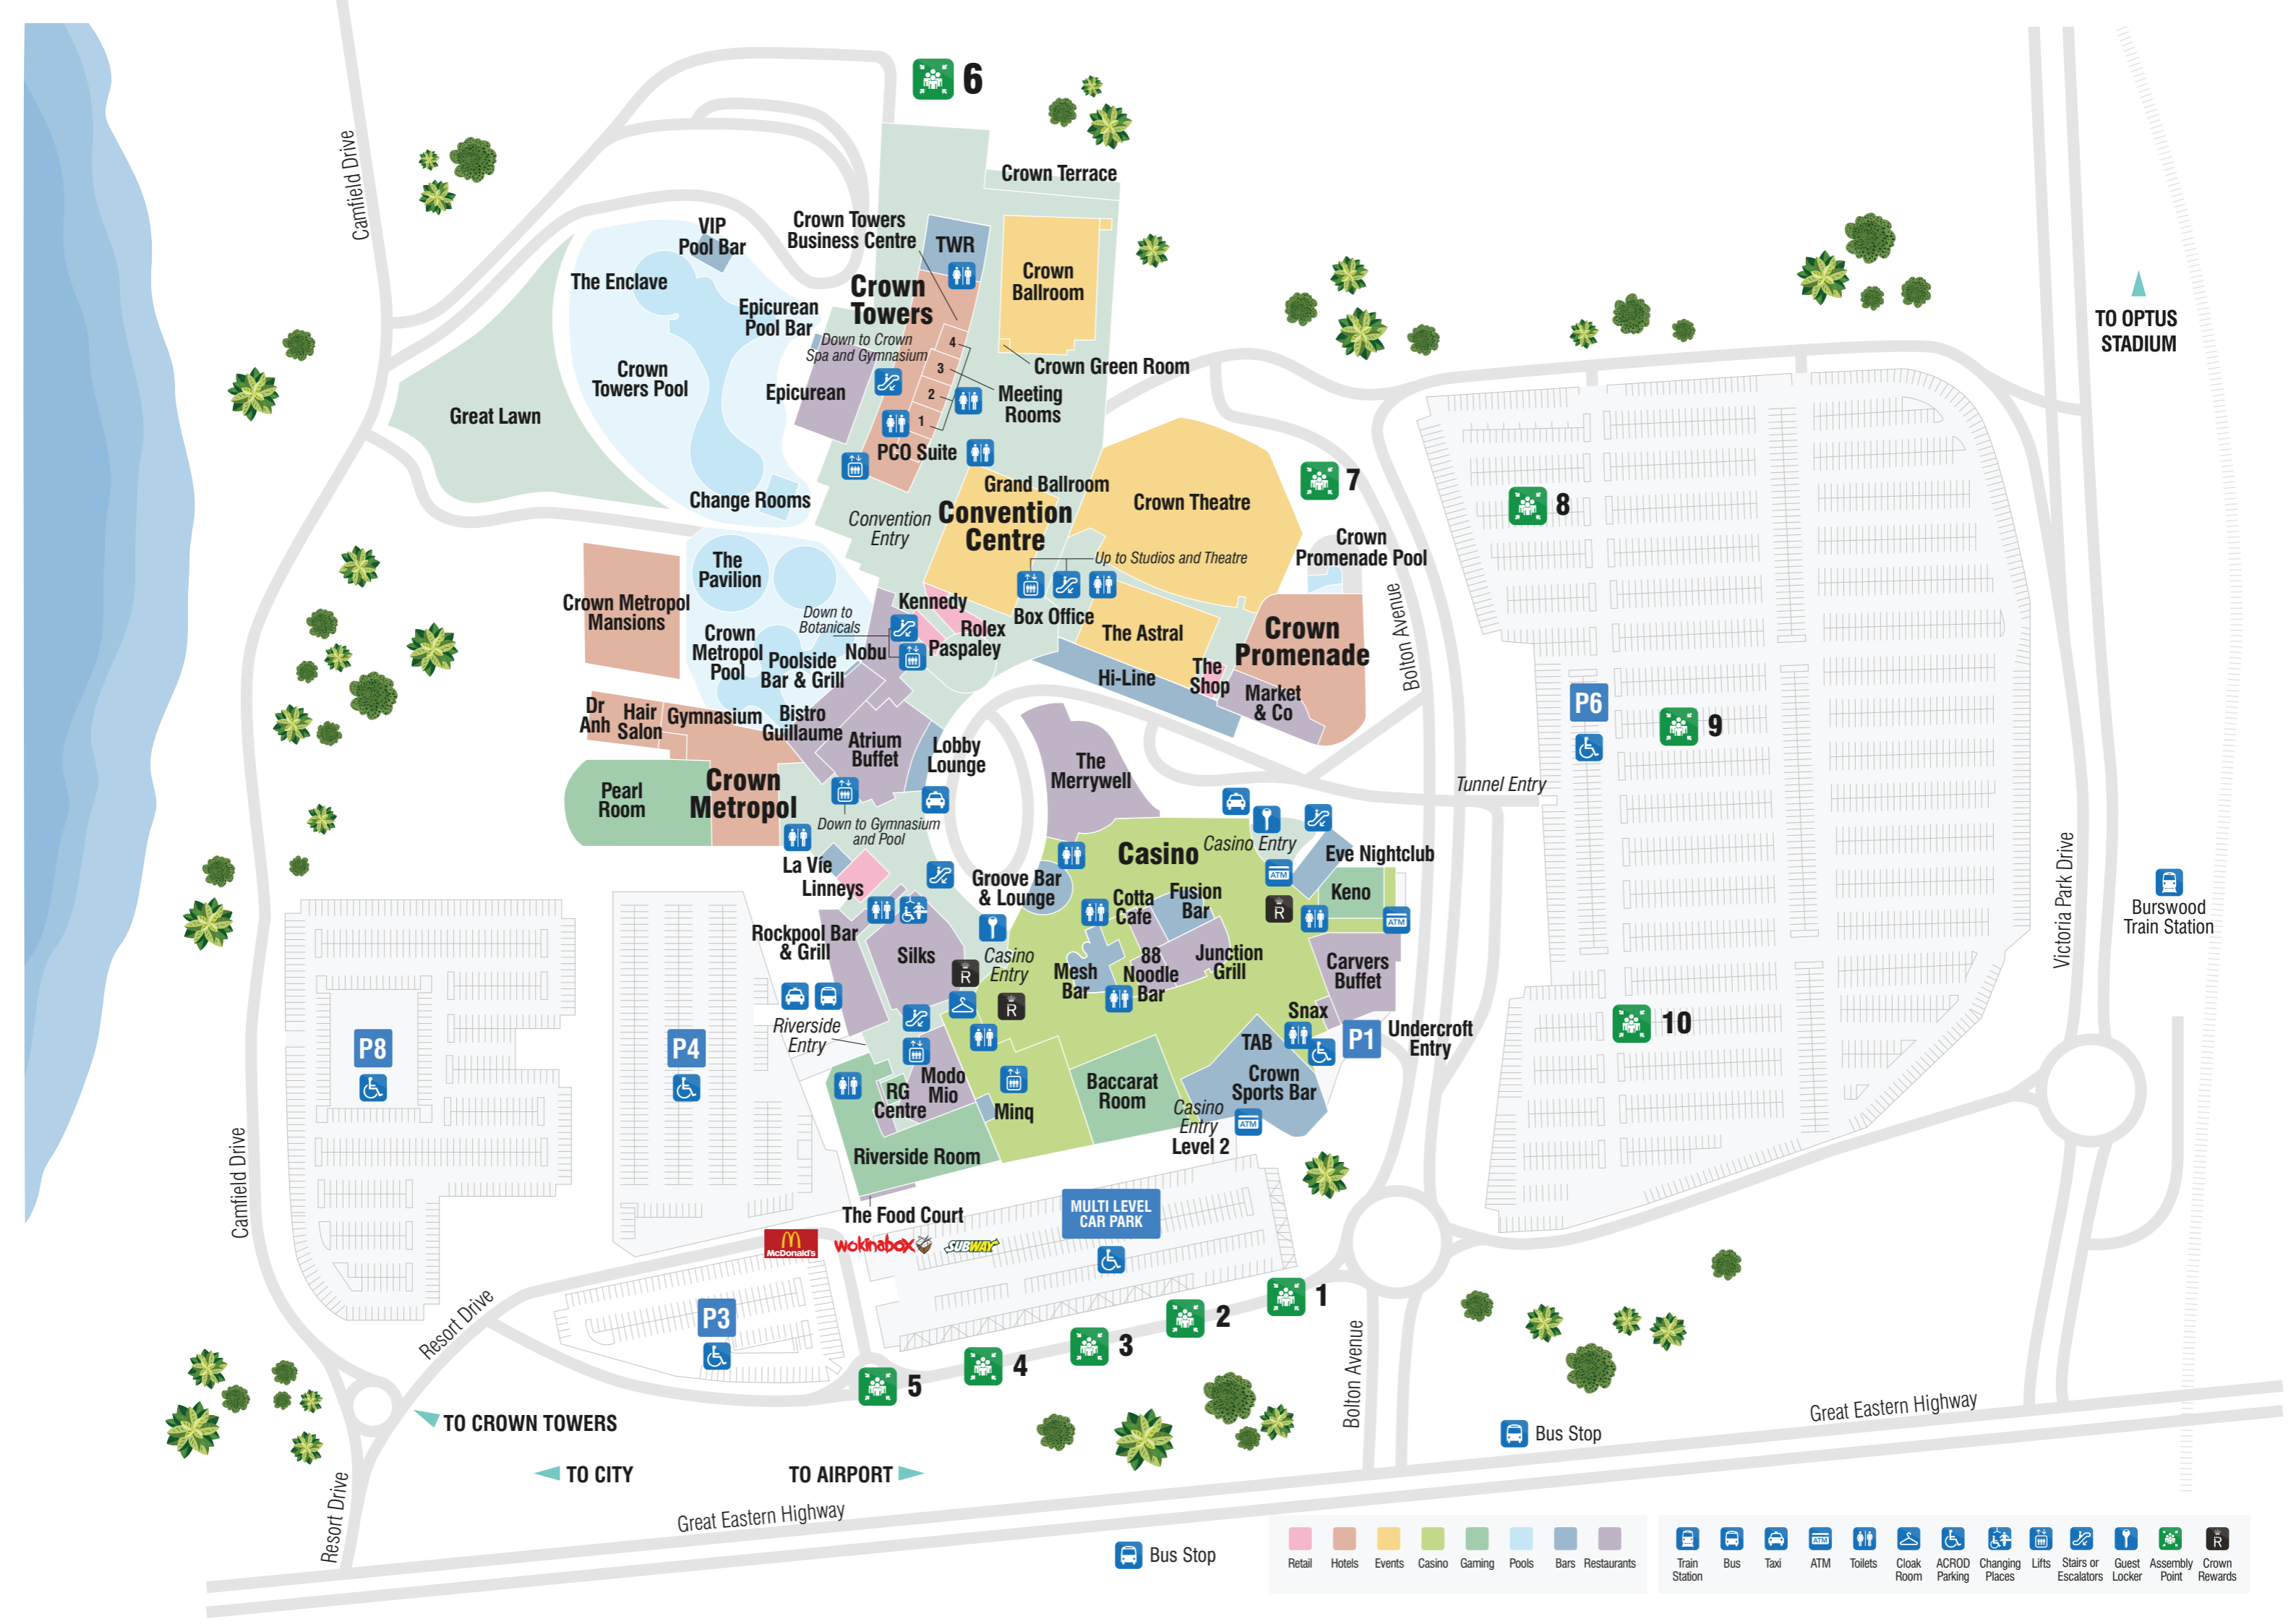 6
Camfield Drive
Crown Terrace
VIP
Pool Bar
Crown Towers
Business Centre
TWR
The Enclave
Crown
Ballroom
Crown
Towers
Epicurean
Pool Bar
Down to Crown
Spa and Gymnasium
4
3
2
1
Crown Green Room
Crown
Towers Pool
Epicurean
Meeting
Rooms
Great Lawn
PCO Suite
Change Rooms
Grand Ballroom
Convention
Entry
Convention
Centre
Crown Theatre
7
8
TO OPTUS
STADIUM
Up to Studios and Theatre
Crown
Promenade Pool
The
Pavilion
Crown Metropol
Mansions
Down to
Botanicals
Kennedy
Rolex
Paspaley
Nobu
Box Office
The Astral
Crown
Promenade
Bolton Avenue
Crown
Metropol
Pool
Poolside
Bar & Grill
Hi-Line
The
Shop
Market
& Co
P6
9
Dr
Anh
Hair
Salon
Gymnasium
Bistro
Guillaume
Atrium
Buffet
Lobby
Lounge
The
Merrywell
Tunnel Entry
Pearl
Room
Crown
Metropol
Down to Gymnasium
and Pool
Casino
Casino Entry
Eve Nightclub
La Vie
Linneys
Groove Bar
& Lounge
Cotta
Cafe
Fusion
Bar
ATM
Keno
R
ATM
Victoria Park Drive
Burswood
Train Station
Rockpool Bar
& Grill
Silks
Casino
Entry
R
R
Mesh
Bar
88
Noodle
Bar
Junction
Grill
Carvers
Buffet
Snax
P1
Undercroft
Entry
10
Riverside
Entry
P8
P4
TAB
Crown
Sports Bar
RG
Centre
Modo
Mio
Minq
Baccarat
Room
Casino
Entry
Level 2
ATM
Riverside Room
Camfield Drive
The Food Court
McDonald's
wokinabox
SUBWAY
MULTI LEVEL
CAR PARK
1
2
3
4
5
P3
Resort Drive
Bolton Avenue
TO CROWN TOWERS
TO CITY
TO AIRPORT
Resort Drive
Great Eastern Highway
Bus Stop
Great Eastern Highway
Bus Stop
Retail
Hotels
Events
Casino
Gaming
Pools
Bars
Restaurants
ATM
R
Train
Station
Bus
Taxi
ATM
Toilets
Cloak
Room
ACROD
Parking
Changing
Places
Lifts
Stairs or
Escalators
Guest
Locker
Assembly
Point
Crown
Rewards